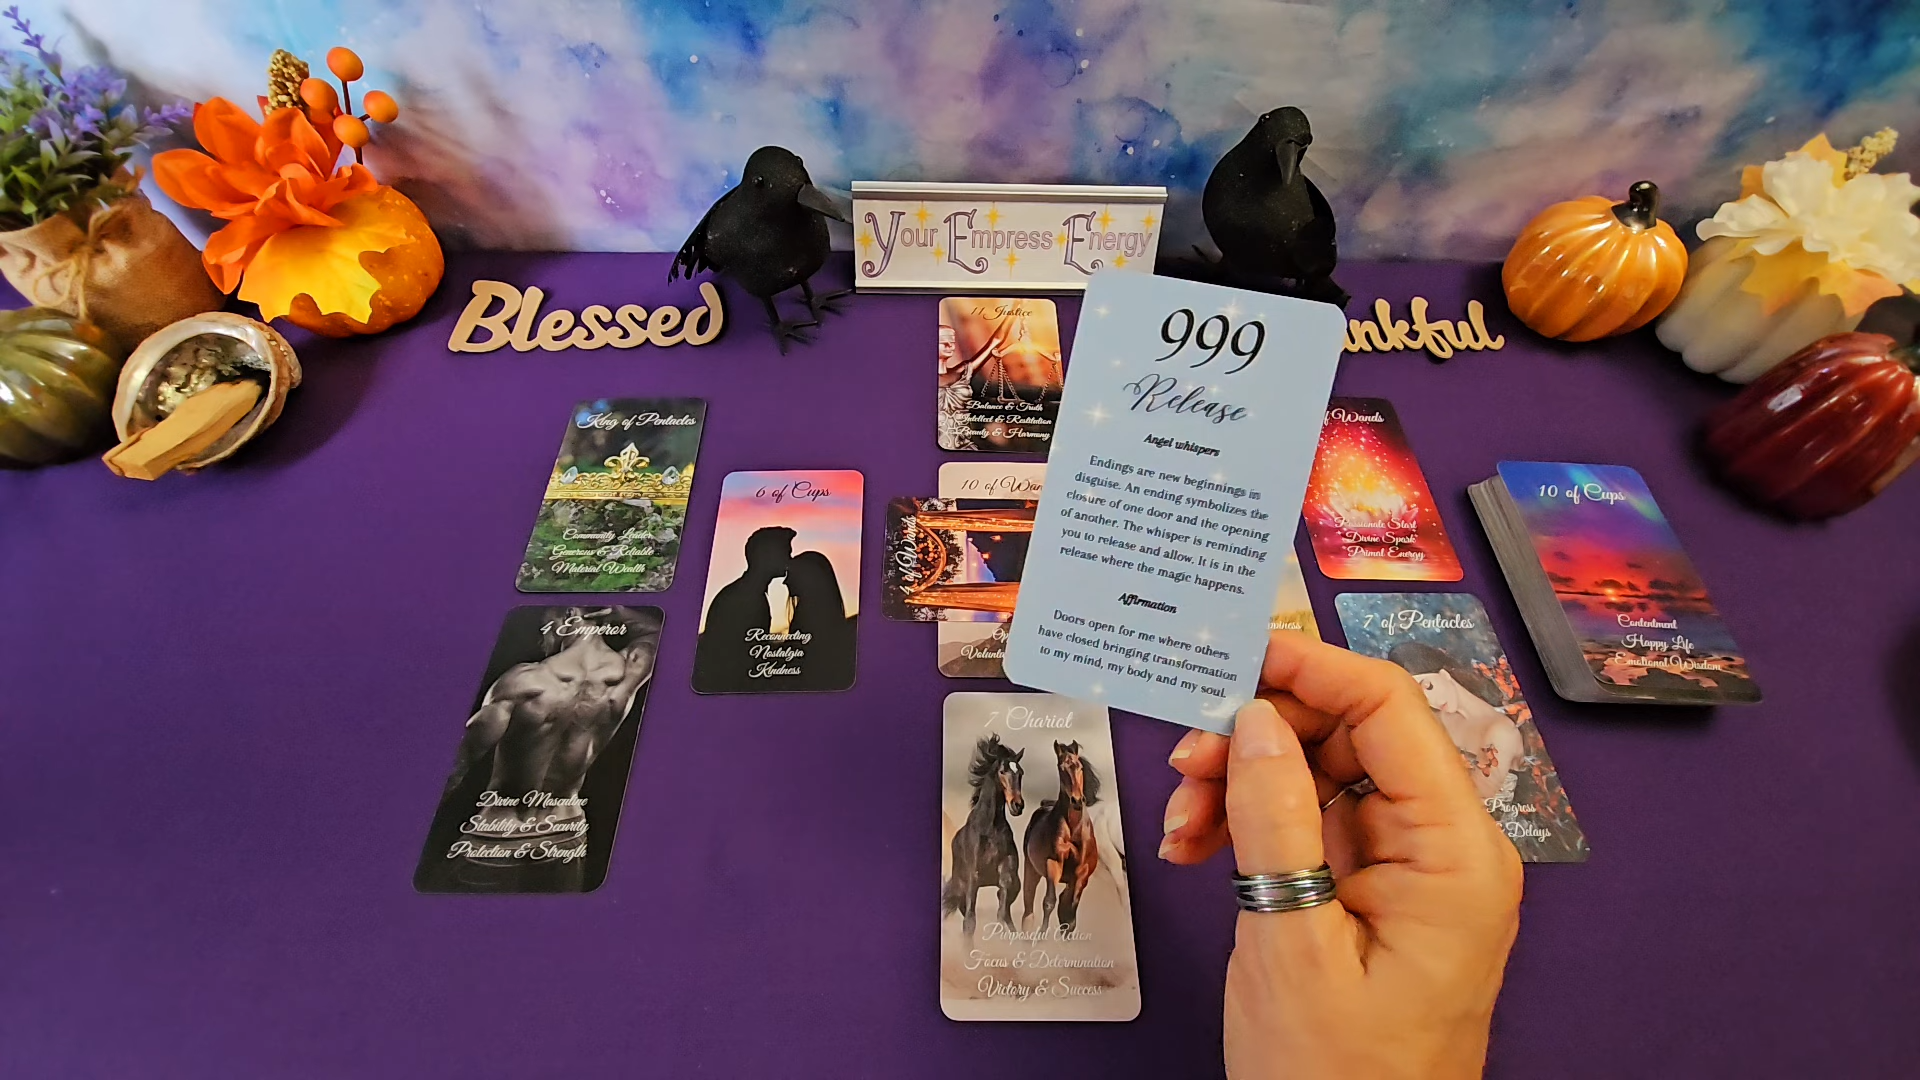 Your Empress Energy
Blessed
ankful
11 Justice
Balance & Truth
Intellect & Restitution
Beauty & Harmony
999
Release
Angel whispers
Endings are new beginnings in
disguise. An ending symbolizes the
closure of one door and the opening
of another. The whisper is reminding
you to release and allow. It is in the
release where the magic happens.
Affirmation
Doors open for me where others
have closed bringing transformation
to my mind, my body and my soul.
King of Pentacles
Community Leader
Generous & Reliable
Material Wealth
6 of Cups
Reconnecting
Nostalgia
Kindness
10 of Wan
4 of Wands
of Wands
Passionate Start
Divine Spark
Primal Energy
10 of Cups
Contentment
Happy Life
Emotional Wisdom
4 Emperor
Divine Masculine
Stability & Security
Protection & Strength
7 of Pentacles
Progress
& Delays
7 Chariot
Purposeful Action
Focus & Determination
Victory & Success